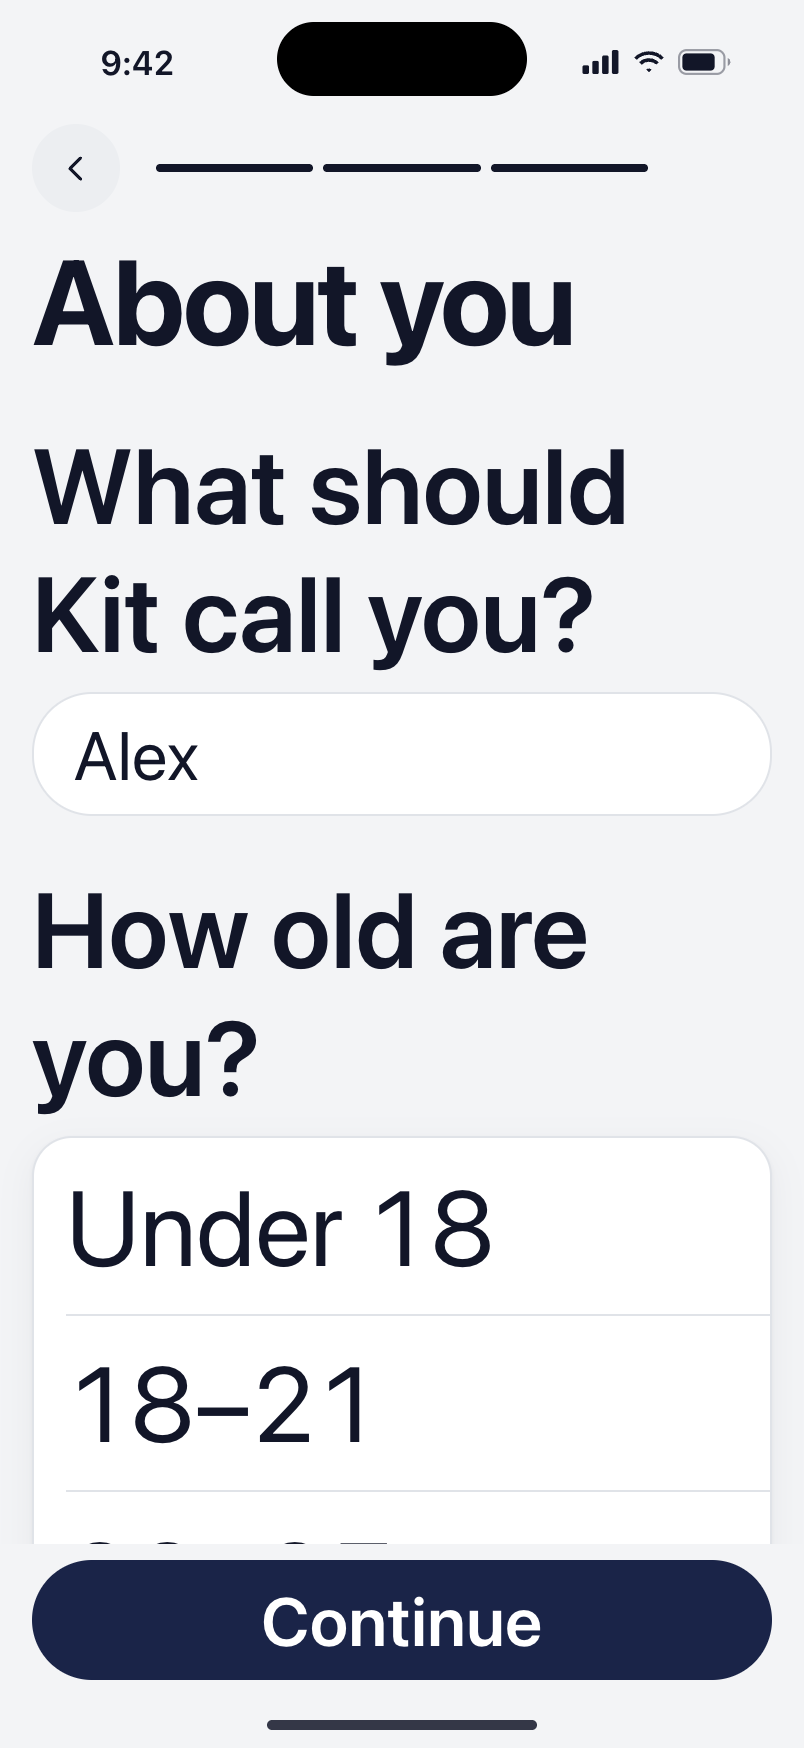 9:42
About you
What should
Kit call you?
Alex
How old are
you?
Under 18
18–21
Continue